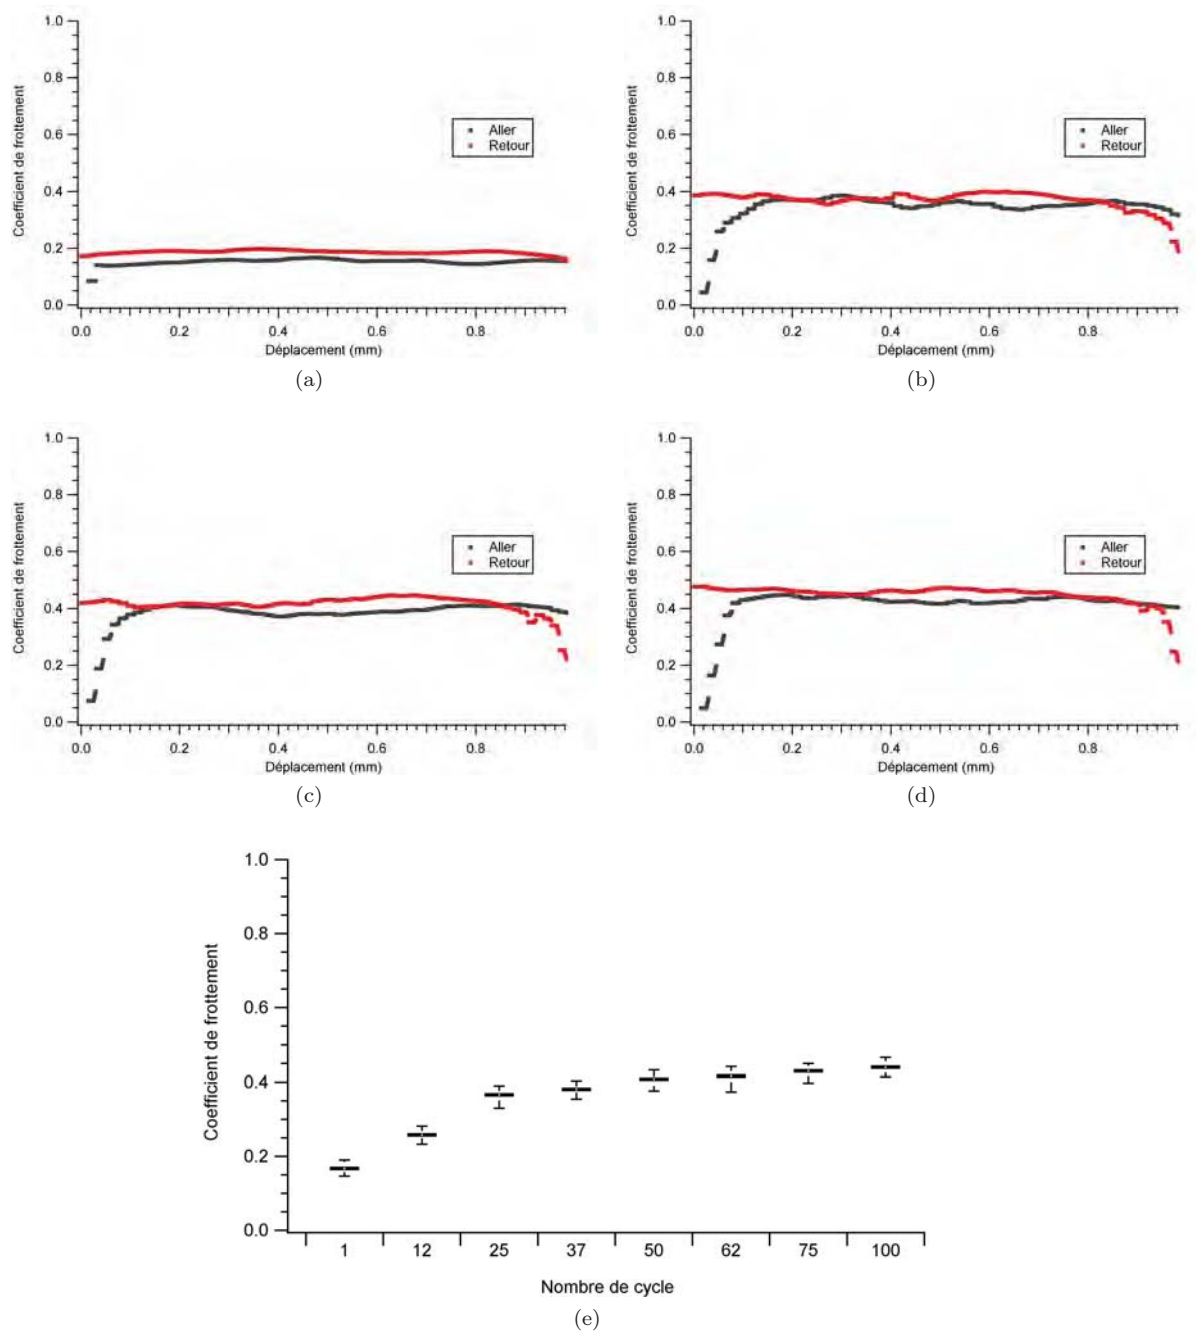 1.0
0.8
0.6
0.4
0.2
0.0
Coefficient de frottement
Aller
Retour
0.0 0.2 0.4 0.6 0.8
Déplacement (mm)
(a)
1.0
0.8
0.6
0.4
0.2
0.0
Coefficient de frottement
Aller
Retour
0.0 0.2 0.4 0.6 0.8
Déplacement (mm)
(b)
1.0
0.8
0.6
0.4
0.2
0.0
Coefficient de frottement
Aller
Retour
0.0 0.2 0.4 0.6 0.8
Déplacement (mm)
(c)
1.0
0.8
0.6
0.4
0.2
0.0
Coefficient de frottement
Aller
Retour
0.0 0.2 0.4 0.6 0.8
Déplacement (mm)
(d)
1.0
0.8
0.6
0.4
0.2
0.0
Coefficient de frottement
1 12 25 37 50 62 75 100
Nombre de cycle
(e)